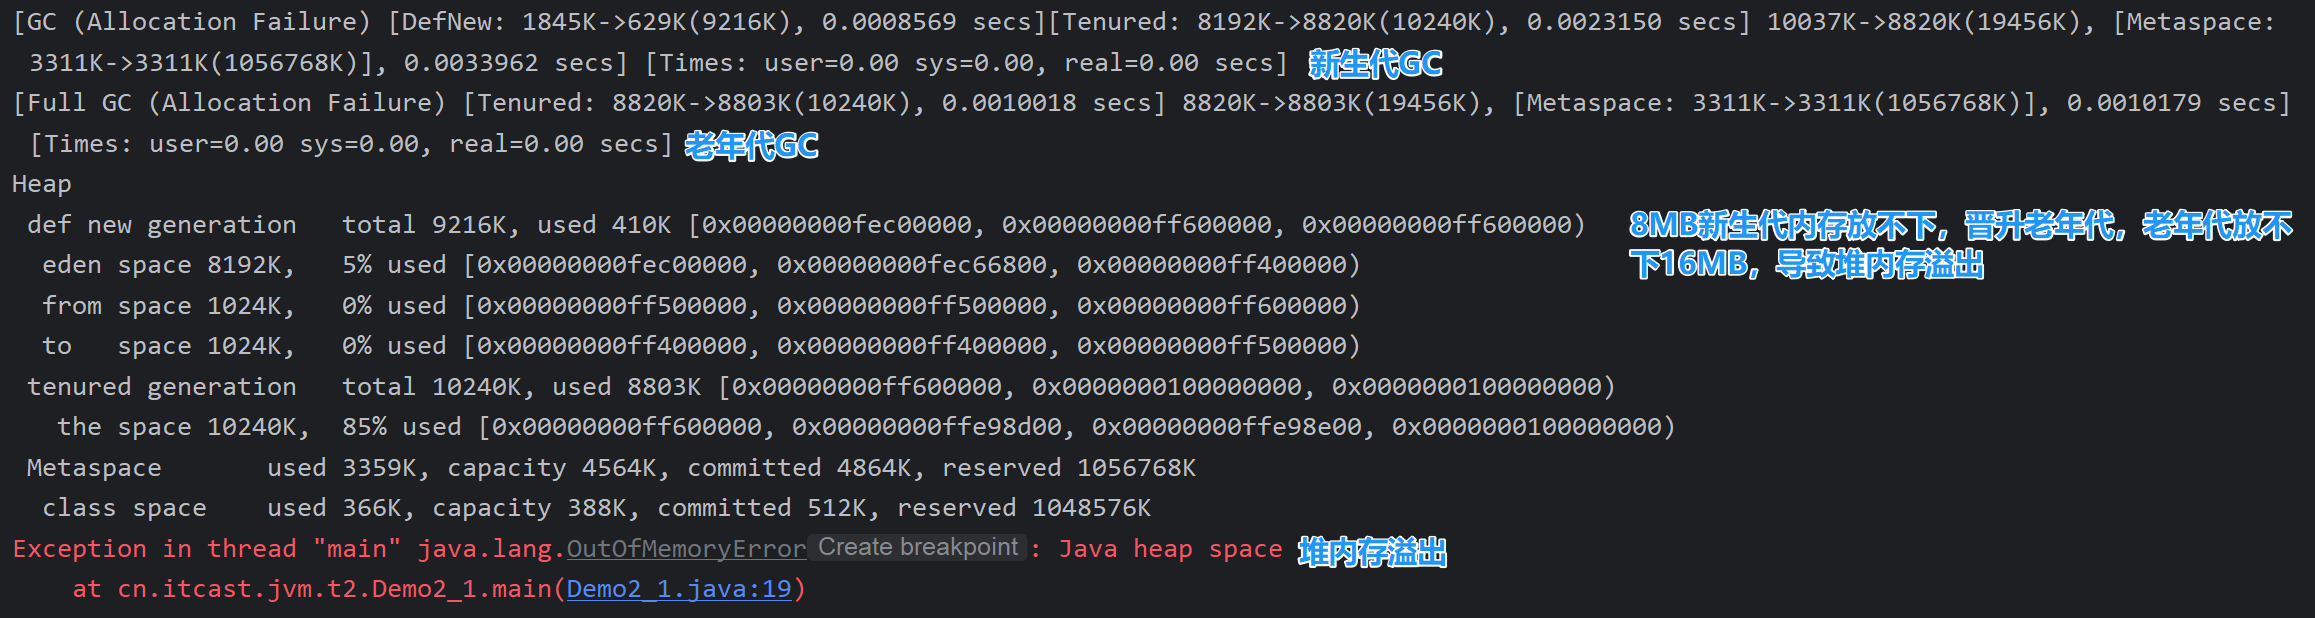 [GC (Allocation Failure) [DefNew: 1845K->629K(9216K), 0.0008569 secs][Tenured: 8192K->8820K(10240K), 0.0023150 secs] 10037K->8820K(19456K), [Metaspace:
3311K->3311K(1056768K)], 0.0033962 secs] [Times: user=0.00 sys=0.00, real=0.00 secs] 新生代GC
[Full GC (Allocation Failure) [Tenured: 8820K->8803K(10240K), 0.0010018 secs] 8820K->8803K(19456K), [Metaspace: 3311K->3311K(1056768K)], 0.0010179 secs]
[Times: user=0.00 sys=0.00, real=0.00 secs] 老年代GC
Heap
def new generation   total 9216K, used 410K [0x00000000fec00000, 0x00000000ff600000, 0x00000000ff600000)
8MB新生代内存放不下，晋升老年代，老年代放不
下16MB，导致堆内存溢出
eden space 8192K,   5% used [0x00000000fec00000, 0x00000000fec66800, 0x00000000ff400000)
from space 1024K,   0% used [0x00000000ff500000, 0x00000000ff500000, 0x00000000ff600000)
to   space 1024K,   0% used [0x00000000ff400000, 0x00000000ff400000, 0x00000000ff500000)
tenured generation   total 10240K, used 8803K [0x00000000ff600000, 0x0000000100000000, 0x0000000100000000)
the space 10240K,  85% used [0x00000000ff600000, 0x00000000ffe98d00, 0x00000000ffe98e00, 0x0000000100000000)
Metaspace       used 3359K, capacity 4564K, committed 4864K, reserved 1056768K
class space    used 366K, capacity 388K, committed 512K, reserved 1048576K
Exception in thread "main" java.lang.OutOfMemoryError Create breakpoint : Java heap space 堆内存溢出
at cn.itcast.jvm.t2.Demo2_1.main(Demo2_1.java:19)